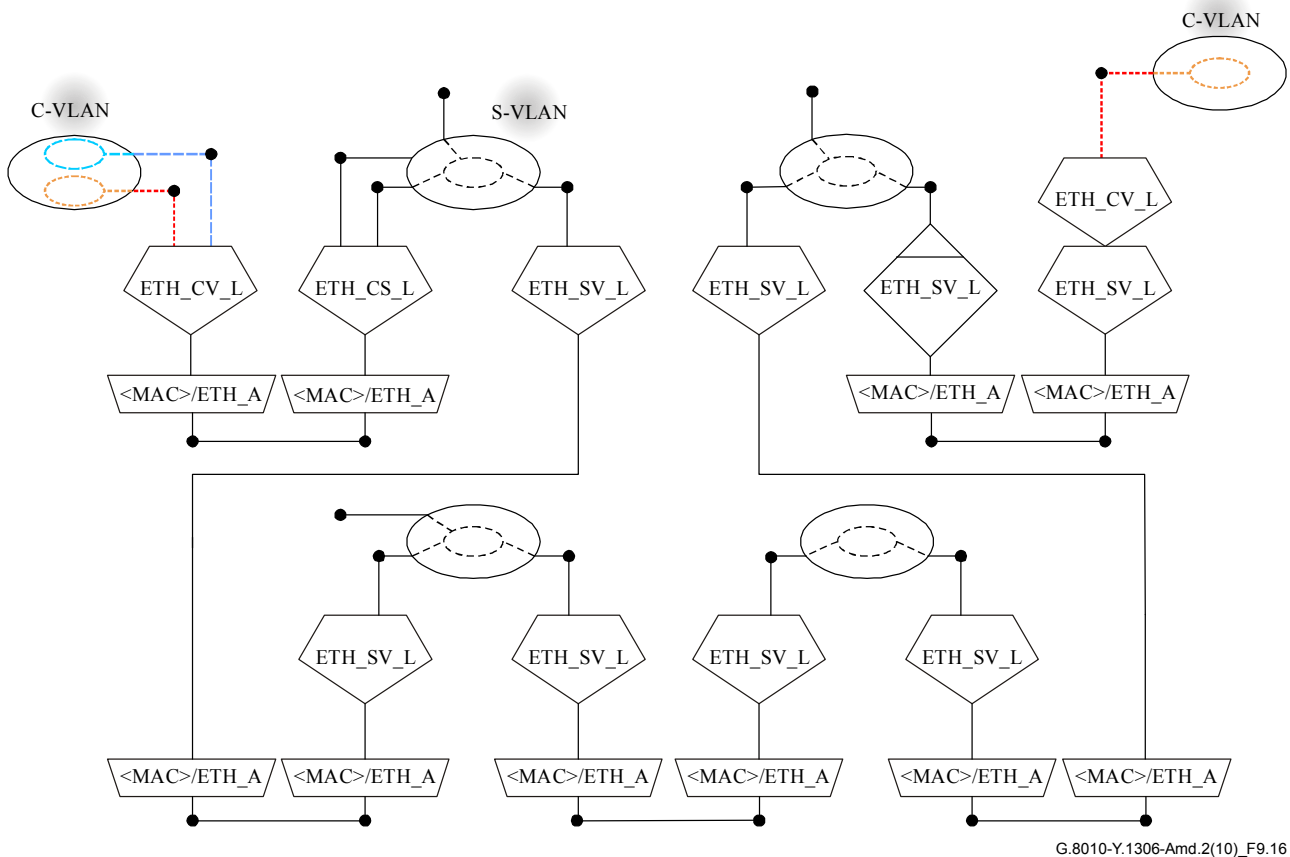 C-VLAN
C-VLAN
S-VLAN
ETH_CV_L
ETH_CV_L
ETH_CS_L
ETH_SV_L
ETH_SV_L
ETH_SV_L
ETH_SV_L
<MAC>/ETH_A
<MAC>/ETH_A
<MAC>/ETH_A
<MAC>/ETH_A
ETH_SV_L
ETH_SV_L
ETH_SV_L
ETH_SV_L
<MAC>/ETH_A
<MAC>/ETH_A
<MAC>/ETH_A
<MAC>/ETH_A
<MAC>/ETH_A
<MAC>/ETH_A
G.8010-Y.1306-Amd.2(10)_F9.16